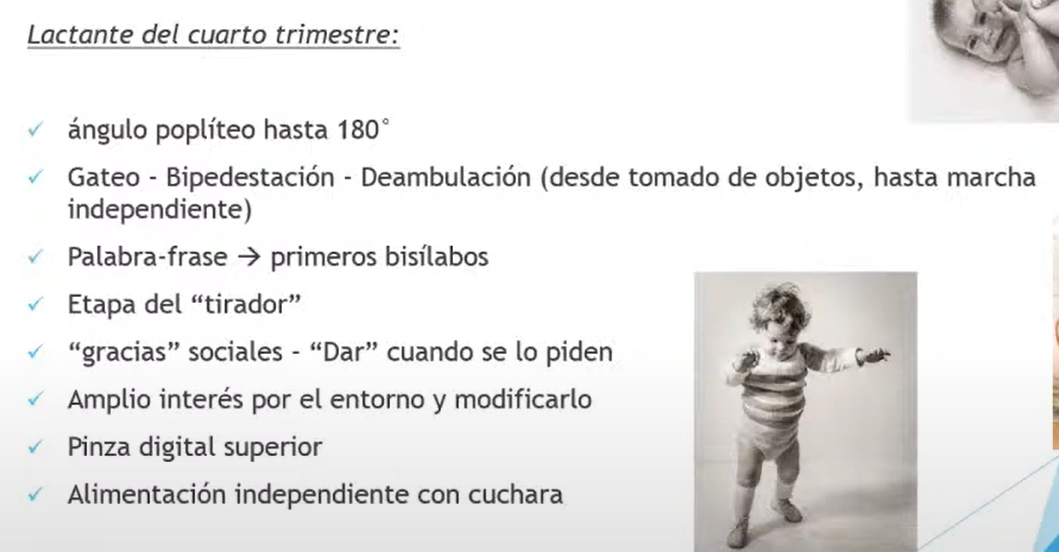 Lactante del cuarto trimestre:
✓ ángulo poplíteo hasta 180°
✓ Gateo - Bipedestación - Deambulación (desde tomado de objetos, hasta marcha
independiente)
✓ Palabra-frase → primeros bisílabos
✓ Etapa del “tirador”
✓ “gracias” sociales - “Dar” cuando se lo piden
✓ Amplio interés por el entorno y modificarlo
✓ Pinza digital superior
✓ Alimentación independiente con cuchara